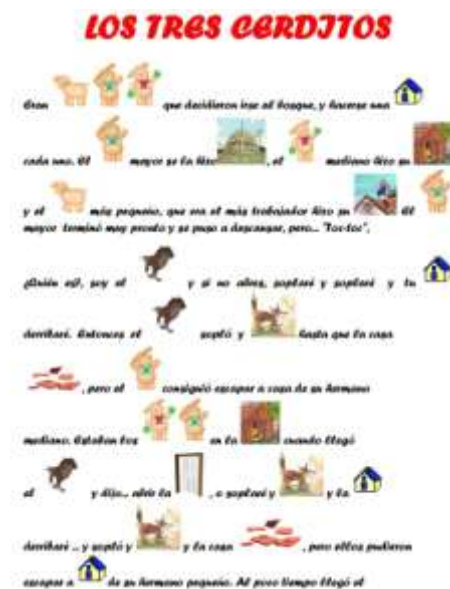 LOS TRES CERDITOS
Eran que decidieron irse al bosque, y hacerse una
cada uno. El mayor se la hizo , el mediano hizo su
y el más pequeño, que era el más trabajador hizo su El
mayor terminó muy pronto y se puso a descansar, pero... "Toc-toc",
¿Quién es?, soy el y si no abres, soplaré y soplaré y tu
derribaré. Entonces el sopló y hasta que la casa
, pero el consiguió escapar a casa de su hermano
mediano. Estaban los en la cuando llegó
el y dijo.. abrir la , o soplaré y y la
derribaré ... y sopló y y la casa , pero ellos pudieron
escapar a de su hermano pequeño. Al poco tiempo llegó el